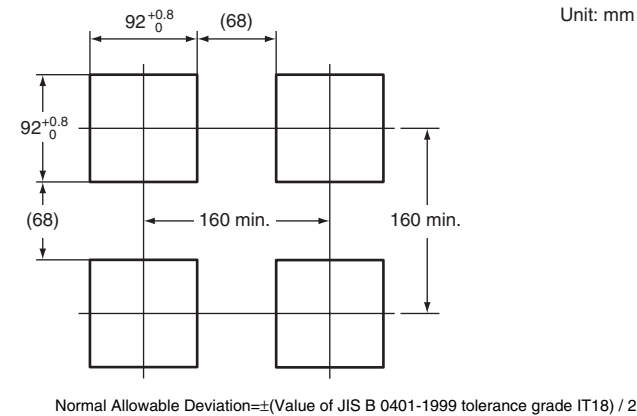 Unit: mm
92 +0.8 0
(68)
92 +0.8 0
(68)
160 min.
160 min.
Normal Allowable Deviation=±(Value of JIS B 0401-1999 tolerance grade IT18) / 2